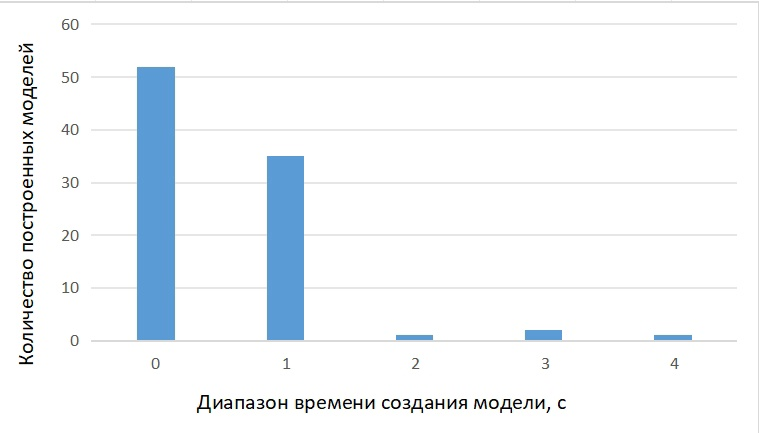 Количество построенных моделей
60
50
40
30
20
10
0
0 1 2 3 4
Диапазон времени создания модели, с